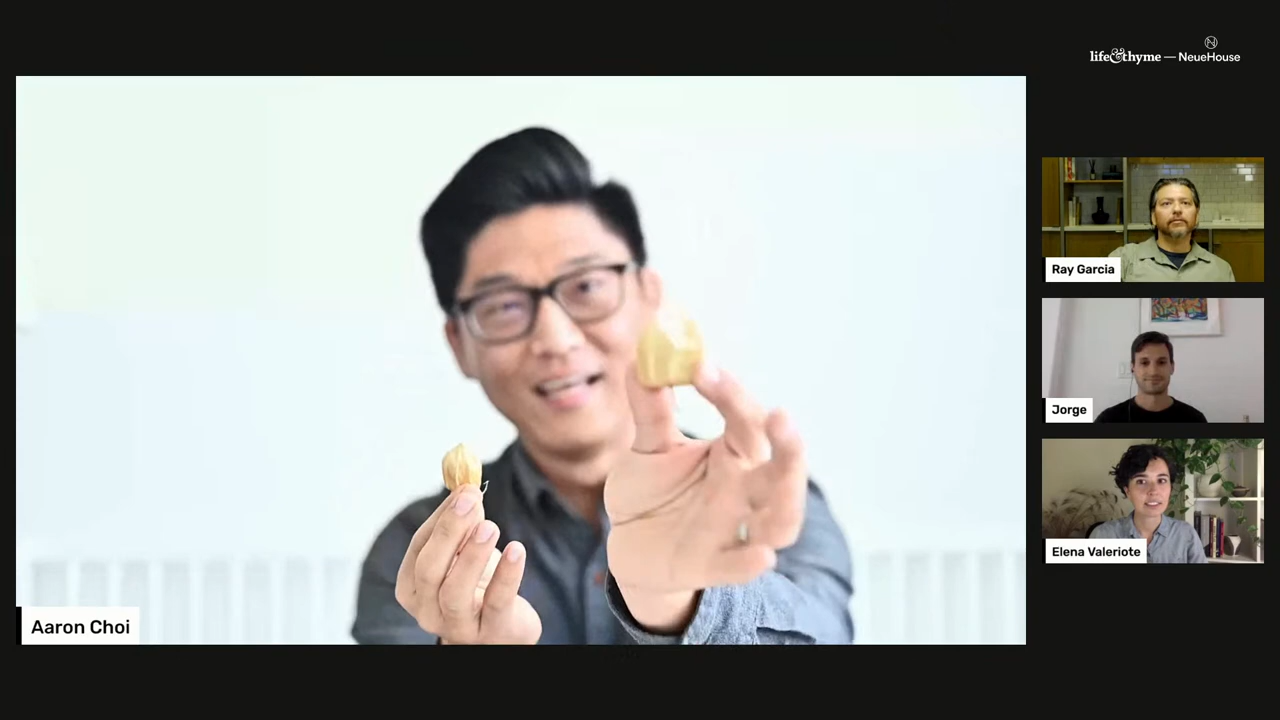 life&thyme — NeueHouse
Aaron Choi
Ray Garcia
Jorge
Elena Valeriote